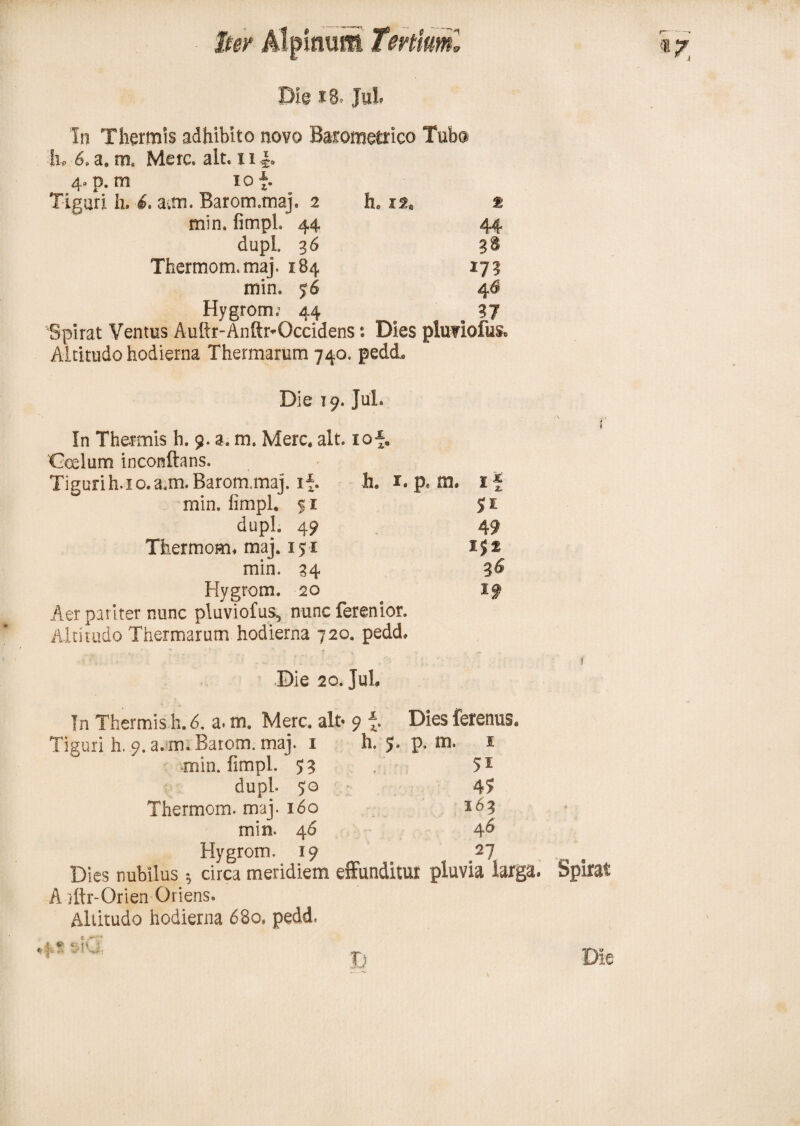 Iter Alpinum Tertium.
17
Die 18. Jul.
In Thermis adhibito novo Barometrico Tubo
h. 6. a. m. Merc. alt. 11 ½.
4. p. m 10 ½.
Tiguri h. 6. a.m. Barom.maj. 2 h. 12. 2
min. ſimpl. 44 44
dupl. 36 38
Thermom. maj. 184 173
min. 56 46
Hygrom. 44 37
Spirat Ventus Auſtr-Anſtr-Occidens: Dies pluvioſus.
Altitudo hodierna Thermarum 740. pedd.
Die 19. Jul.
In Thermis h. 9. a. m. Merc. alt. 10½.
Cœlum inconſtans.
Tiguri h.10. a.m. Barom.maj. 1½. h. 1. p. m. 1½
min. ſimpl. 51 51
dupl. 49 49
Thermom. maj. 151 152
min. 34 36
Hygrom. 20 19
Aer pariter nunc pluvioſus, nunc ſerenior.
Altitudo Thermarum hodierna 720. pedd.
Die 20. Jul.
In Thermis h. 6. a. m. Merc. alt. 9 ½. Dies ſerenus.
Tiguri h. 9. a. m. Barom. maj. 1 h. 5. p. m. 1
min. ſimpl. 53 51
dupl. 50 45
Thermom. maj. 160 163
min. 46 46
Hygrom. 19 27
Dies nubilus; circa meridiem effunditur pluvia larga. Spirat
Auſtr-Orien Oriens.
Altitudo hodierna 680. pedd.
D
Die